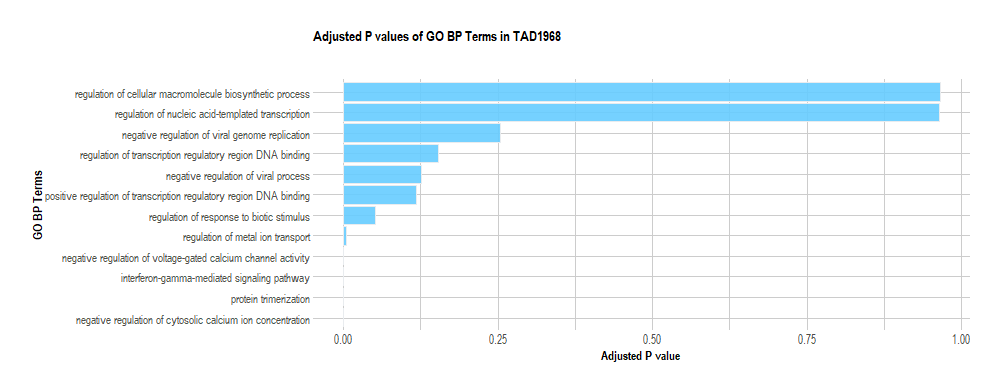 Adjusted P values of GO BP Terms in TAD1968
GO BP Terms
regulation of cellular macromolecule biosynthetic process
regulation of nucleic acid-templated transcription
negative regulation of viral genome replication
regulation of transcription regulatory region DNA binding
negative regulation of viral process
positive regulation of transcription regulatory region DNA binding
regulation of response to biotic stimulus
regulation of metal ion transport
negative regulation of voltage-gated calcium channel activity
interferon-gamma-mediated signaling pathway
protein trimerization
negative regulation of cytosolic calcium ion concentration
0.00 0.25 0.50 0.75 1.00
Adjusted P value